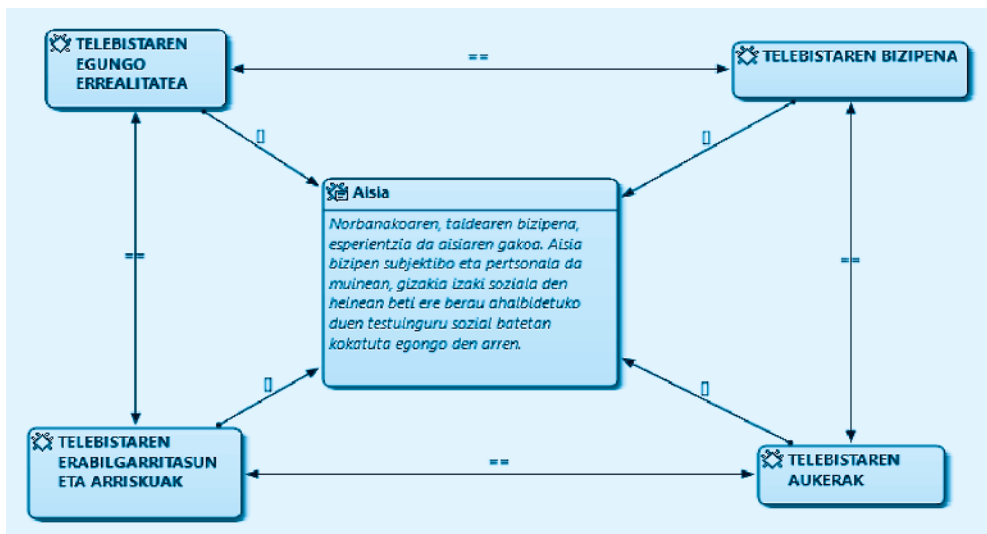 TELEBISTAREN
EGUNGO
ERREALITATEA
==
TELEBISTAREN BIZIPENA
[]
[]
Aisia
Norbanakoaren, taldearen bizipena,
esperientzia da aisiaren gakoa. Aisia
bizipen subjektibo eta pertsonala da
muinean, gizakia izaki soziala den
heinean beti ere berau ahalbidetuko
duen testuinguru sozial batetan
kokatuta egongo den arren.
==
==
[]
[]
TELEBISTAREN
ERABILGARRITASUN
ETA ARRISKUAK
==
TELEBISTAREN
AUKERAK